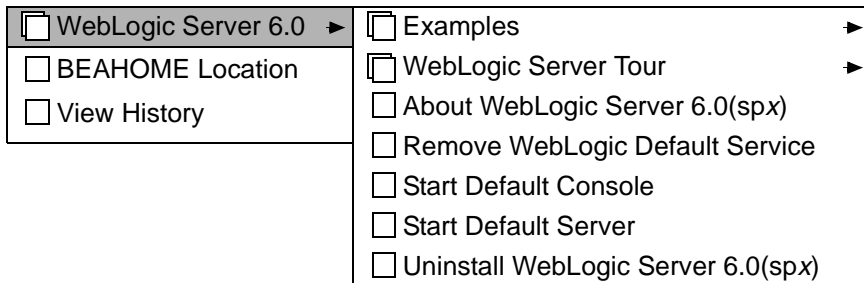 WebLogic Server 6.0
BEAHOME Location
View History
Examples
WebLogic Server Tour
About WebLogic Server 6.0(spx)
Remove WebLogic Default Service
Start Default Console
Start Default Server
Uninstall WebLogic Server 6.0(spx)